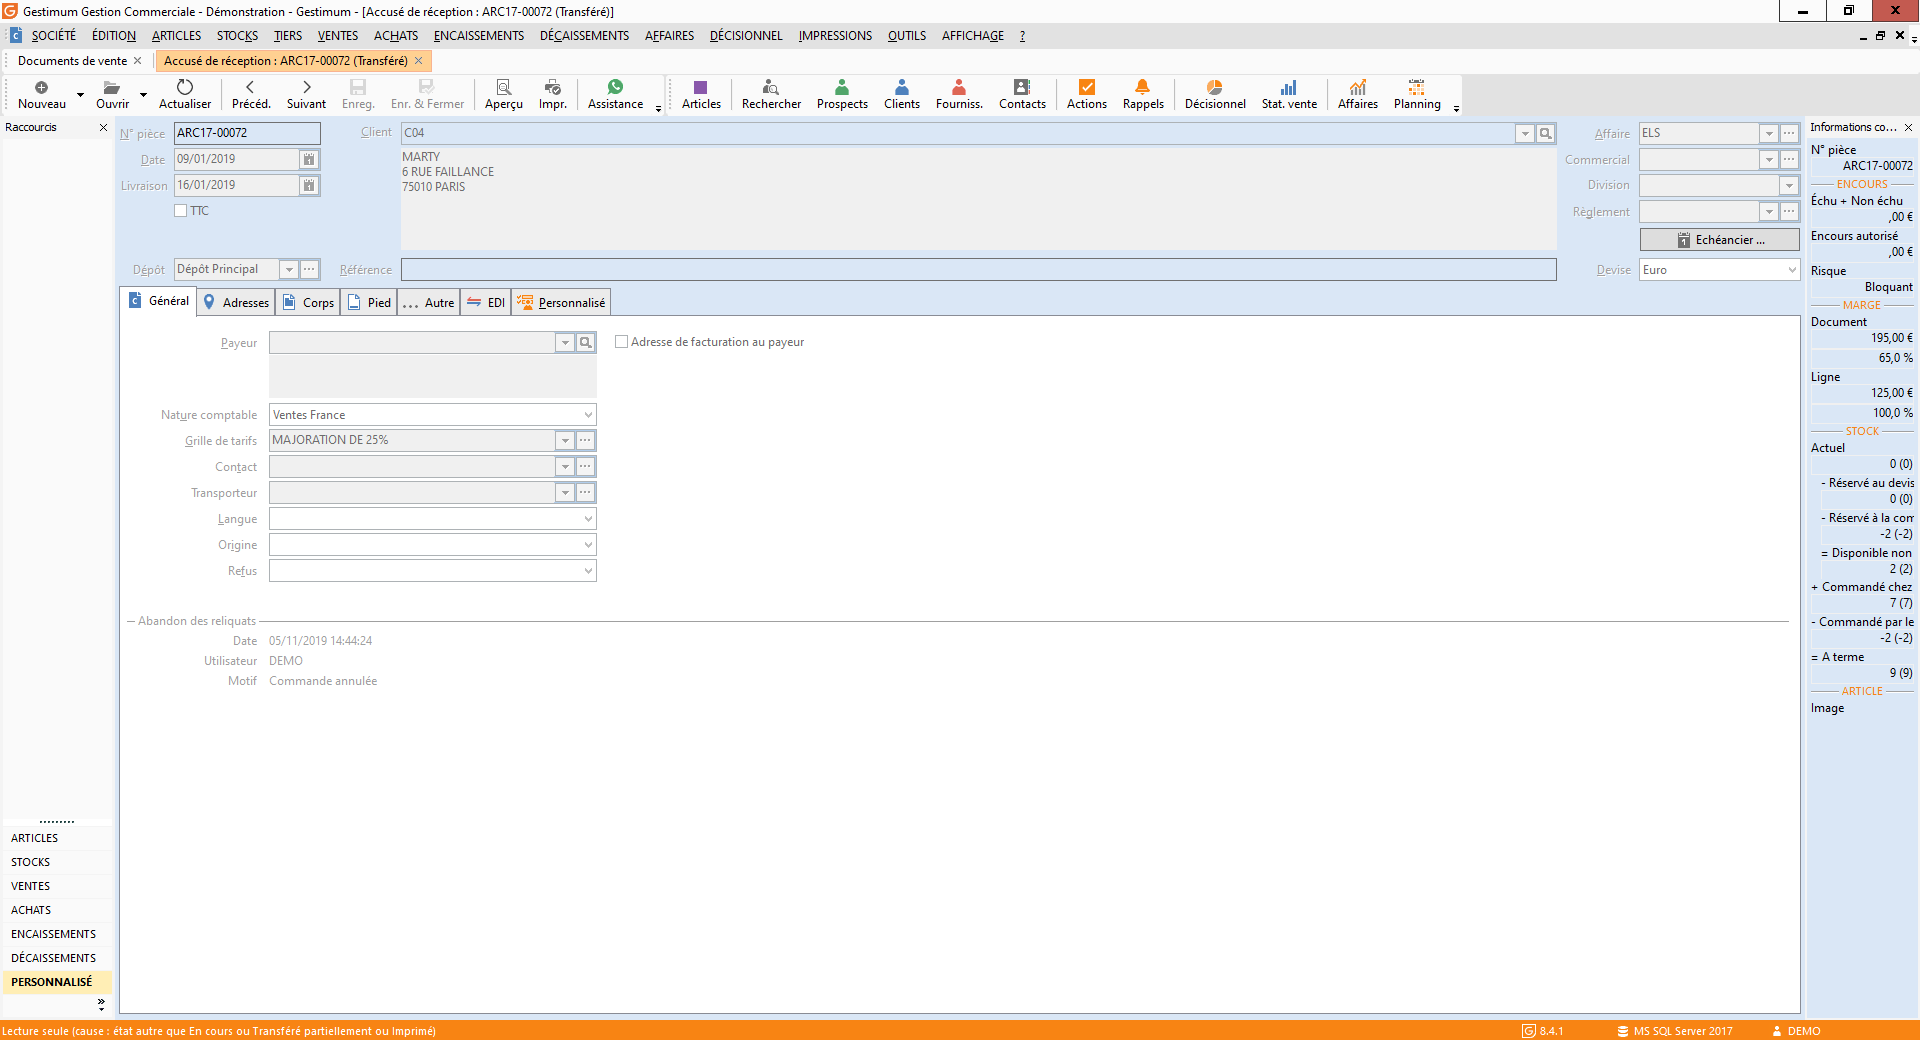 Gestimum Gestion Commerciale - Démonstration - Gestimum - [Accusé de réception : ARC17-00072 (Transféré)]
SOCIÉTÉ ÉDITION ARTICLES STOCKS TIERS VENTES ACHATS ENCAISSEMENTS DÉCAISSEMENTS AFFAIRES DÉCISIONNEL IMPRESSIONS OUTILS AFFICHAGE ?
Documents de vente Accusé de réception : ARC17-00072 (Transféré)
Nouveau Ouvrir Actualiser Précéd. Suivant Enreg. Enr. & Fermer Aperçu Impr. Assistance Articles Rechercher Prospects Clients Fourniss. Contacts Actions Rappels Décisionnel Stat. vente Affaires Planning
Raccourcis
ARTICLES
STOCKS
VENTES
ACHATS
ENCAISSEMENTS
DÉCAISSEMENTS
PERSONNALISÉ
N° pièce ARC17-00072
Date 09/01/2019
Livraison 16/01/2019
TTC
Dépôt Dépôt Principal
Client C04
MARTY
6 RUE FAILLANCE
75010 PARIS
Référence
Affaire ELS
Commercial
Division
Règlement
Echéancier ...
Devise Euro
Général Adresses Corps Pied ... Autre EDI Personnalisé
Payeur
Adresse de facturation au payeur
Nature comptable Ventes France
Grille de tarifs MAJORATION DE 25%
Contact
Transporteur
Langue
Origine
Refus
Abandon des reliquats
Date 05/11/2019 14:44:24
Utilisateur DEMO
Motif Commande annulée
Informations co...
N° pièce
ARC17-00072
ENCOURS
Échu + Non échu
,00 €
Encours autorisé
,00 €
Risque
Bloquant
MARGE
Document
195,00 €
65,0 %
Ligne
125,00 €
100,0 %
STOCK
Actuel
0 (0)
- Réservé au devis
0 (0)
- Réservé à la com
-2 (-2)
= Disponible non
2 (2)
+ Commandé chez
7 (7)
- Commandé par le
-2 (-2)
= A terme
9 (9)
ARTICLE
Image
Lecture seule (cause : état autre que En cours ou Transféré partiellement ou Imprimé) 8.4.1 MS SQL Server 2017 DEMO